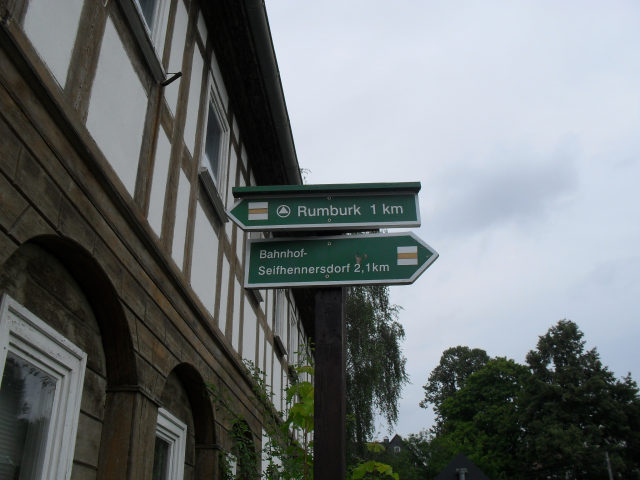 Rumburk 1 km
Bahnhof-
Seifhennersdorf 2,1km